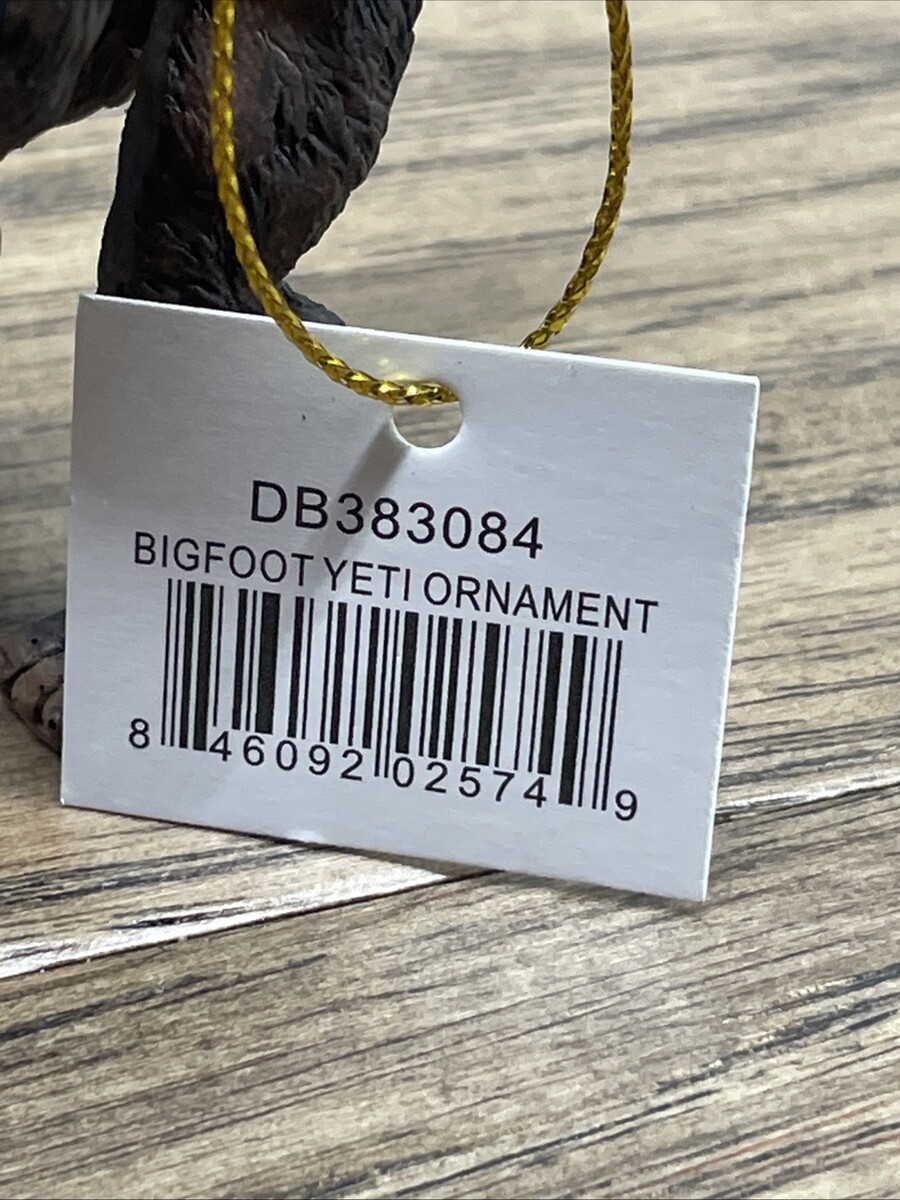 DB383084
BIGFOOT YETI ORNAMENT
8 46092 02574 9